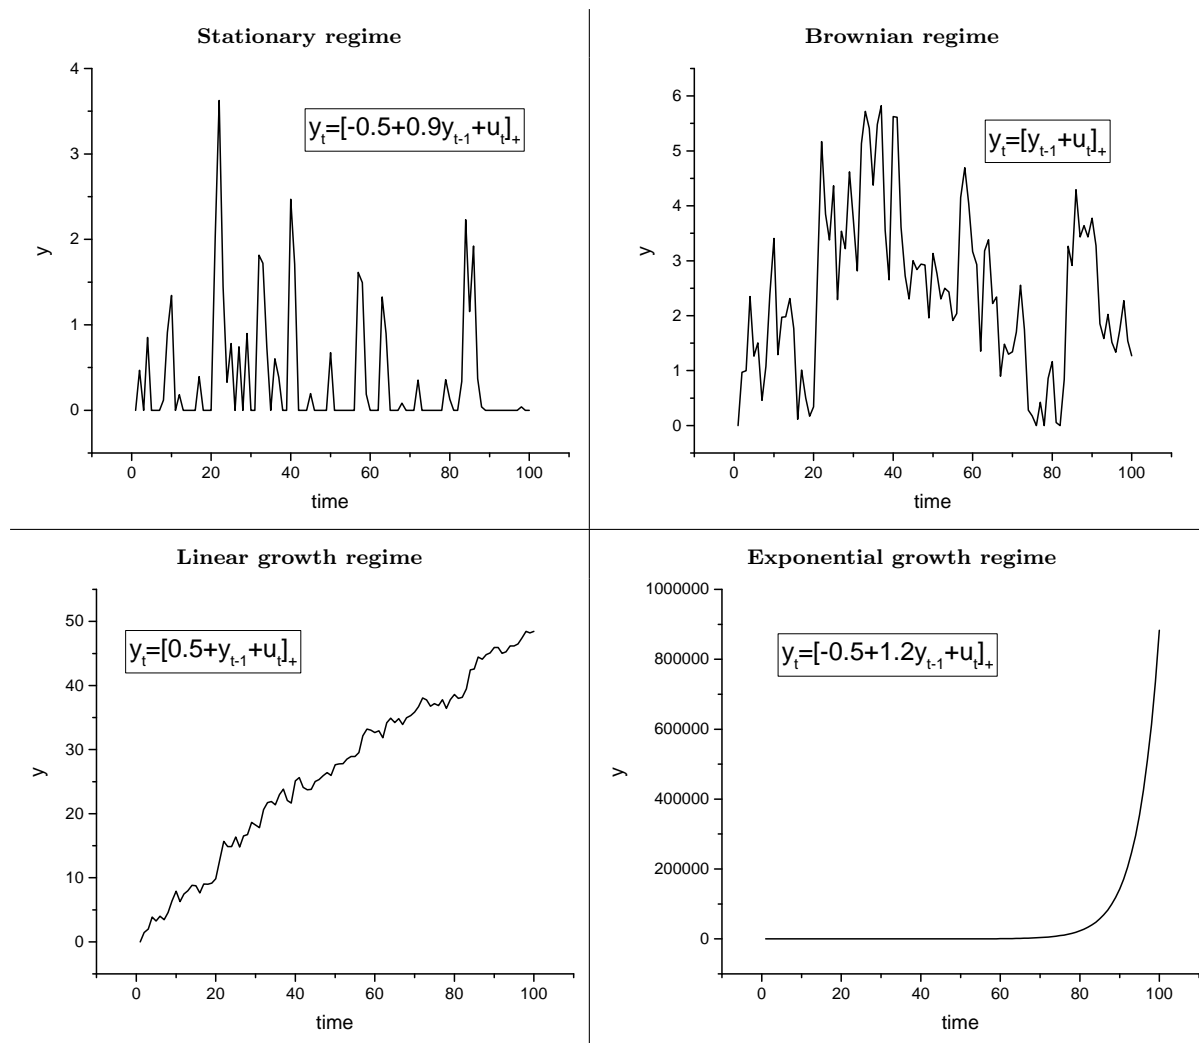 Stationary regime
y_t=[-0.5+0.9y_{t-1}+u_t]_+
4
3
2
1
0
y
0 20 40 60 80 100
time
Brownian regime
y_t=[y_{t-1}+u_t]_+
6
5
4
3
2
1
0
y
0 20 40 60 80 100
time
Linear growth regime
y_t=[0.5+y_{t-1}+u_t]_+
50
40
30
20
10
0
y
0 20 40 60 80 100
time
Exponential growth regime
y_t=[-0.5+1.2y_{t-1}+u_t]_+
1000000
800000
600000
400000
200000
0
y
0 20 40 60 80 100
time